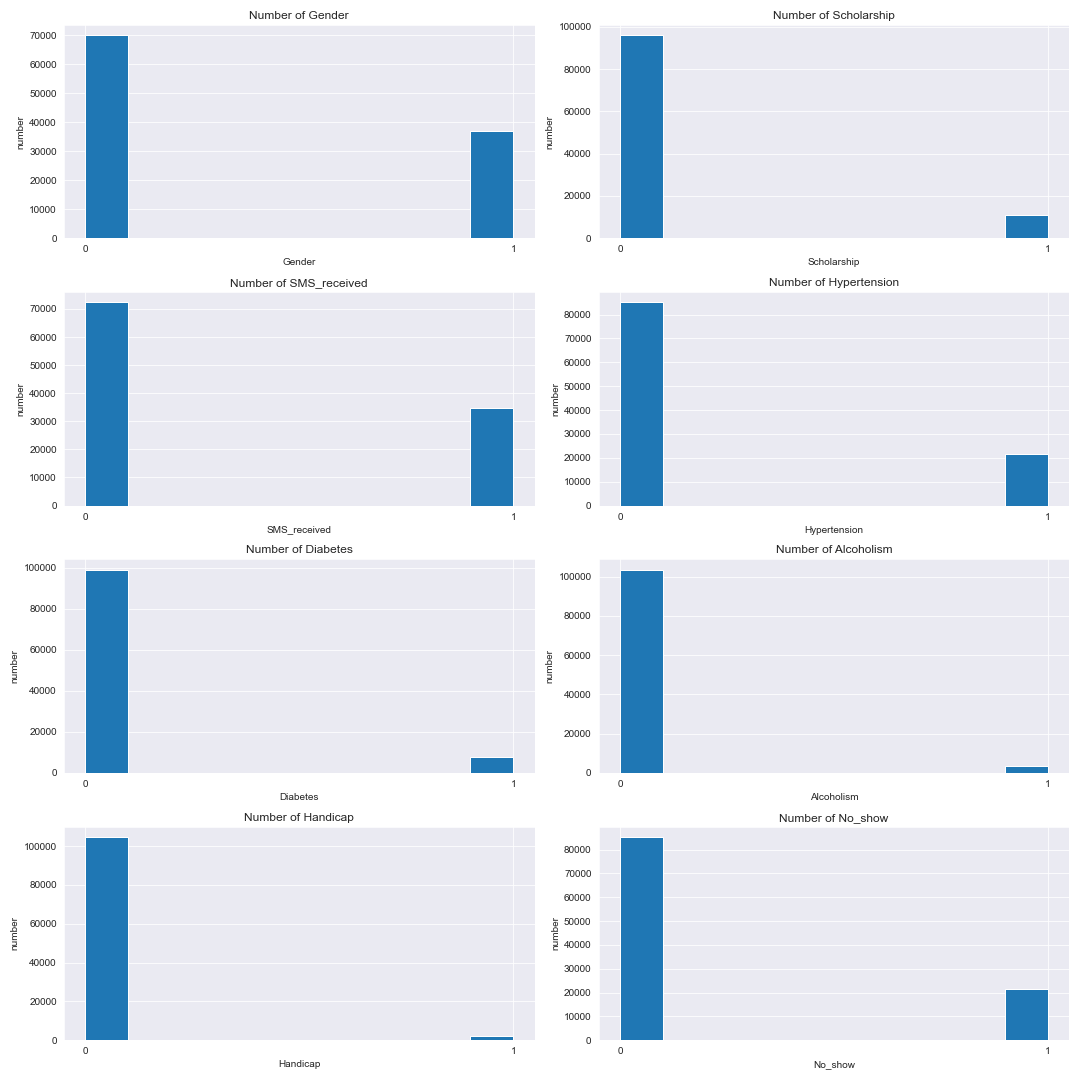 Number of Gender
number
70000
60000
50000
40000
30000
20000
10000
0
0 1
Gender
Number of Scholarship
number
100000
80000
60000
40000
20000
0
0 1
Scholarship
Number of SMS_received
number
70000
60000
50000
40000
30000
20000
10000
0
0 1
SMS_received
Number of Hypertension
number
80000
70000
60000
50000
40000
30000
20000
10000
0
0 1
Hypertension
Number of Diabetes
number
100000
80000
60000
40000
20000
0
0 1
Diabetes
Number of Alcoholism
number
100000
80000
60000
40000
20000
0
0 1
Alcoholism
Number of Handicap
number
100000
80000
60000
40000
20000
0
0 1
Handicap
Number of No_show
number
80000
70000
60000
50000
40000
30000
20000
10000
0
0 1
No_show